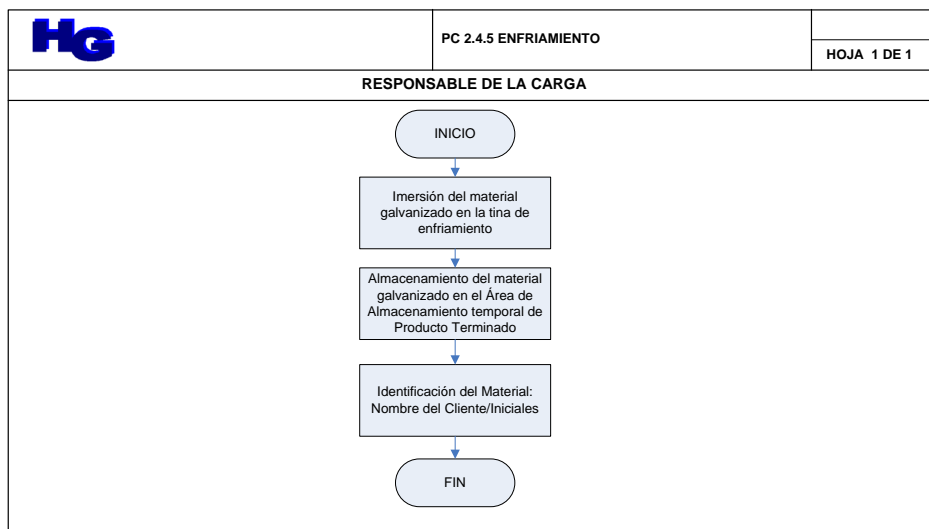 HG
PC 2.4.5 ENFRIAMIENTO
HOJA 1 DE 1
RESPONSABLE DE LA CARGA
INICIO
Imersión del material
galvanizado en la tina de
enfriamiento
Almacenamiento del material
galvanizado en el Área de
Almacenamiento temporal de
Producto Terminado
Identificación del Material:
Nombre del Cliente/Iniciales
FIN